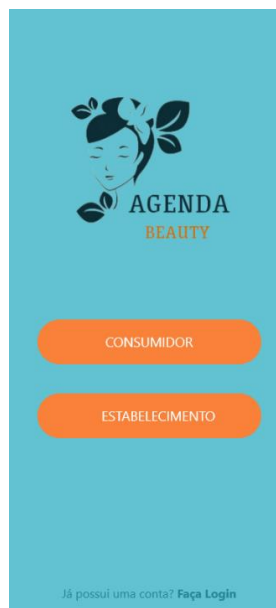 AGENDA
BEAUTY
CONSUMIDOR
ESTABELECIMENTO
Já possui uma conta? Faça Login